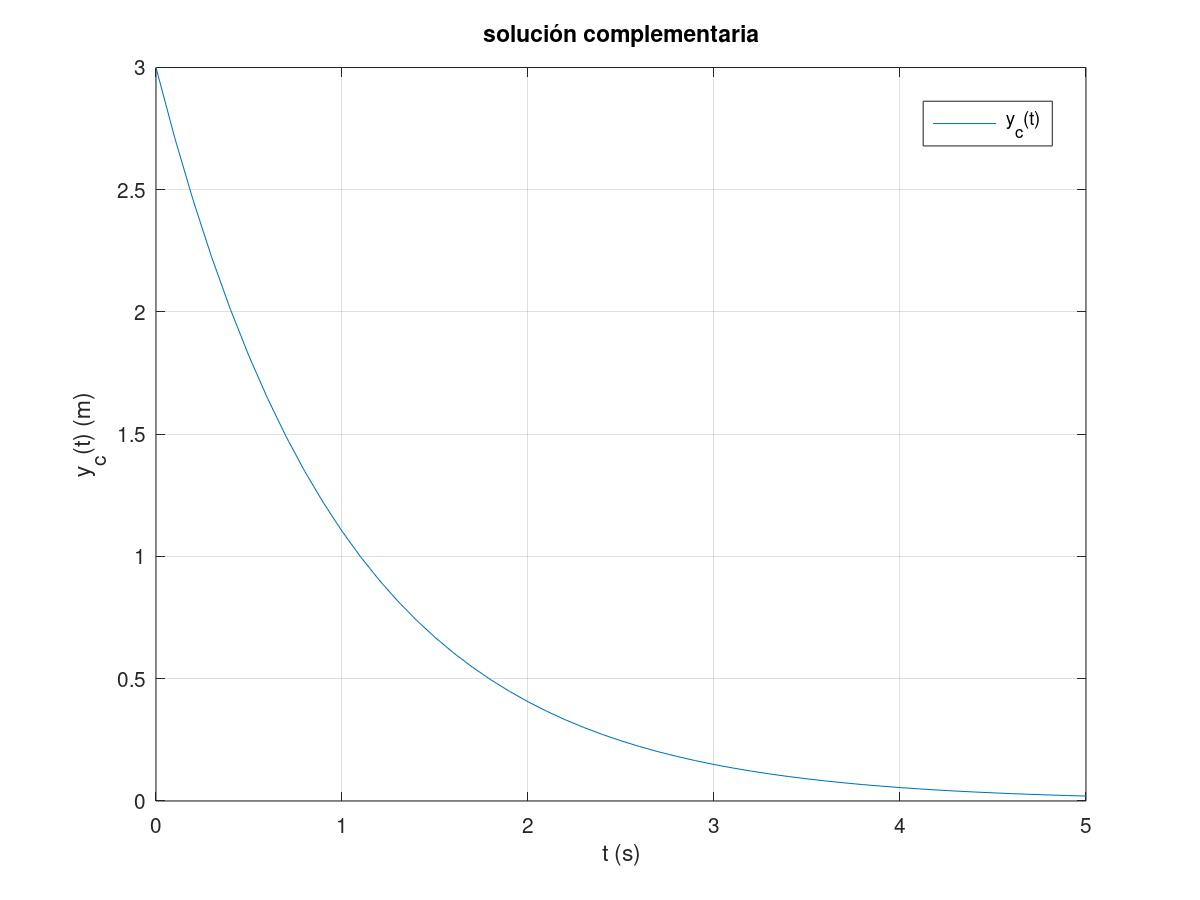 solución complementaria
y_c(t)
3
2.5
2
1.5
1
0.5
0
y_c(t) (m)
0 1 2 3 4 5
t (s)